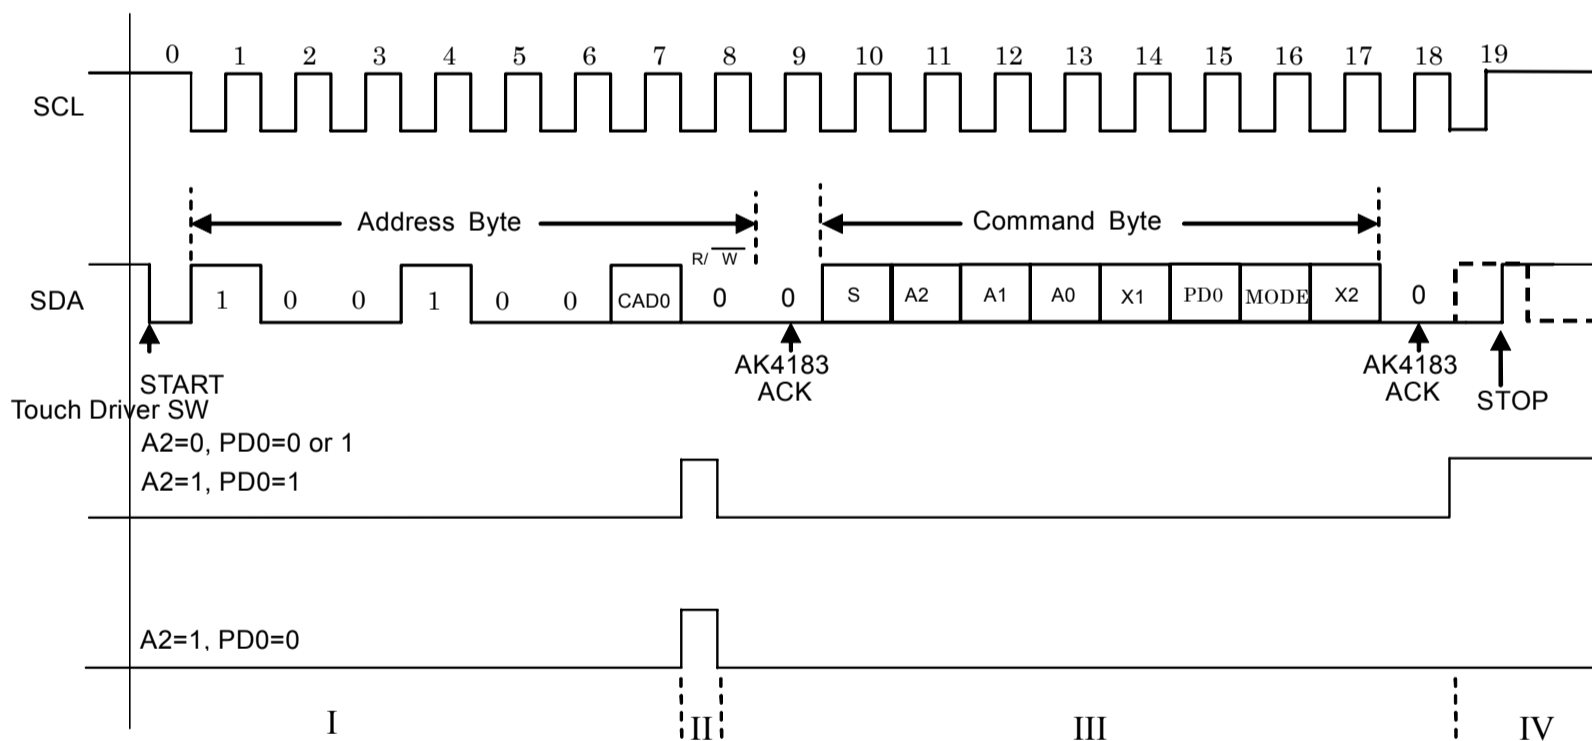 0 1 2 3 4 5 6 7 8 9 10 11 12 13 14 15 16 17 18 19
SCL
Address Byte Command Byte
R/ W
SDA 1 0 0 1 0 0 CAD0 0 0 S A2 A1 A0 X1 PD0 MODE X2 0
START AK4183 ACK AK4183 ACK STOP
Touch Driver SW
A2=0, PD0=0 or 1
A2=1, PD0=1
A2=1, PD0=0
I II III IV